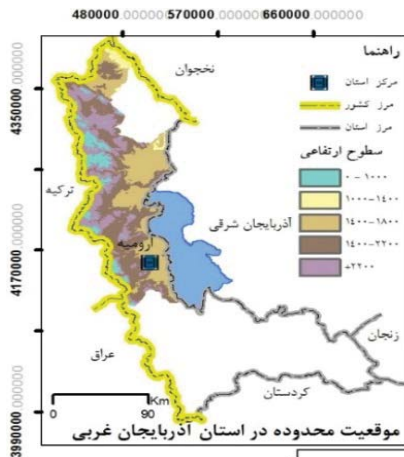 480000.000000 570000.000000 660000.000000
4350000.000000
4170000.000000
3990000.000000
راهنما
مرکز استان
مرز کشور
مرز استان
سطوح ارتفاعی
۰ - ۱۰۰۰
۱۰۰۰-۱۴۰۰
۱۴۰۰-۱۸۰۰
۱۴۰۰-۲۲۰۰
۲۲۰۰+
نخجوان
ترکیه
آذربایجان شرقی
ارومیه
عراق
زنجان
کردستان
0 90 Km
موقعیت محدوده در استان آذربایجان غربی